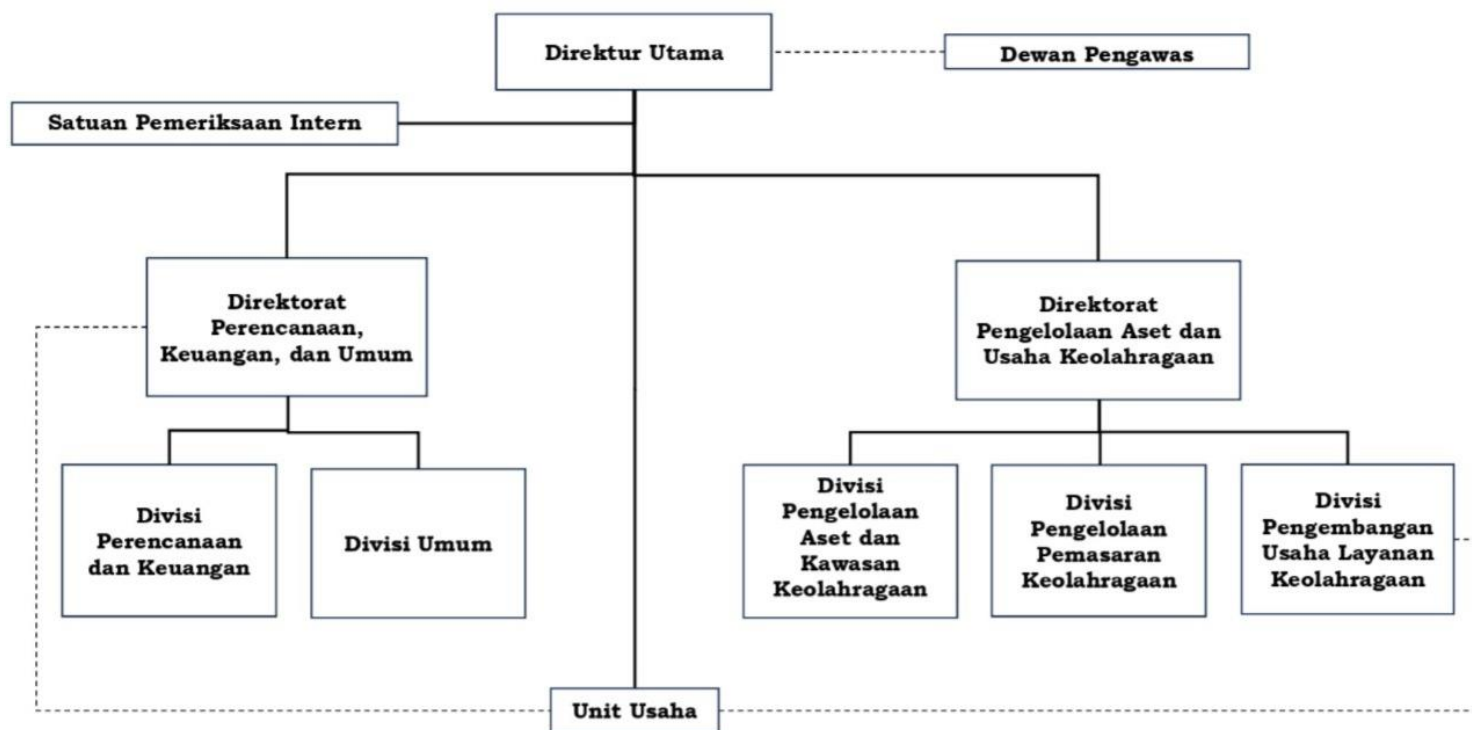 Direktur Utama
Dewan Pengawas
Satuan Pemeriksaan Intern
Direktorat
Perencanaan,
Keuangan, dan Umum
Direktorat
Pengelolaan Aset dan
Usaha Keolahragaan
Divisi
Perencanaan
dan Keuangan
Divisi Umum
Divisi
Pengelolaan
Aset dan
Kawasan
Keolahragaan
Divisi
Pengelolaan
Pemasaran
Keolahragaan
Divisi
Pengembangan
Usaha Layanan
Keolahragaan
Unit Usaha